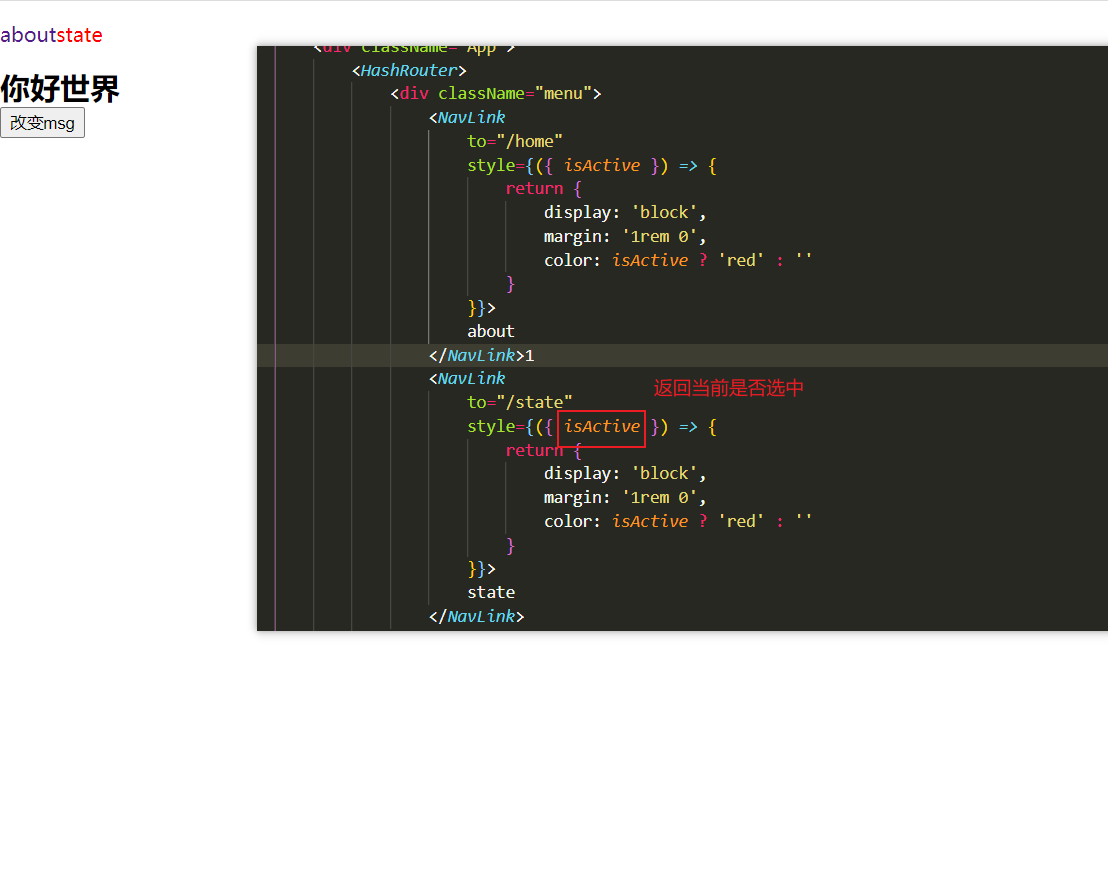 aboutstate
你好世界
改变msg
<div className="App">
<HashRouter>
<div className="menu">
<NavLink
to="/home"
style={({ isActive }) => {
return {
display: 'block',
margin: '1rem 0',
color: isActive ? 'red' : ''
}
}}>
about
</NavLink>1
<NavLink
返回当前是否选中
to="/state"
style={({ isActive }) => {
return {
display: 'block',
margin: '1rem 0',
color: isActive ? 'red' : ''
}
}}>
state
</NavLink>